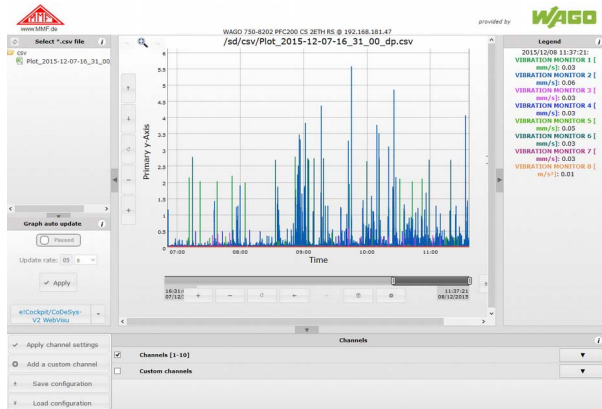 www.MMF.de
WAGO 750-8202 PFC200 CS 2ETH RS @ 192.168.181.47
provided by
WAGO
Select *.csv file
i
csv
Plot_2015-12-07-16_31_00
/sd/csv/Plot_2015-12-07-16_31_00_dp.csv
Primary y-Axis
6
5.5
5
4.5
4
3.5
3
2.5
2
1.5
1
0.5
0
07:00
08:00
09:00
10:00
11:00
Time
16:31:
07/12/
11:37:21
08/12/2015
Legend
i
2015/12/08 11:37:21:
VIBRATION MONITOR 1 [
mm/s]: 0.03
VIBRATION MONITOR 2 [
mm/s]: 0.06
VIBRATION MONITOR 3 [
mm/s]: 0.03
VIBRATION MONITOR 4 [
mm/s]: 0.03
VIBRATION MONITOR 5 [
mm/s]: 0.05
VIBRATION MONITOR 6 [
mm/s]: 0.03
VIBRATION MONITOR 7 [
mm/s]: 0.03
VIBRATION MONITOR 8 [
m/s²]: 0.01
Graph auto update
i
Paused
Update rate: 05 s
Apply
e!Cockpit/CoDeSys-
V2 WebVisu
Apply channel settings
Add a custom channel
Save configuration
Load configuration
Channels
i
Channels [1-10]
Custom channels